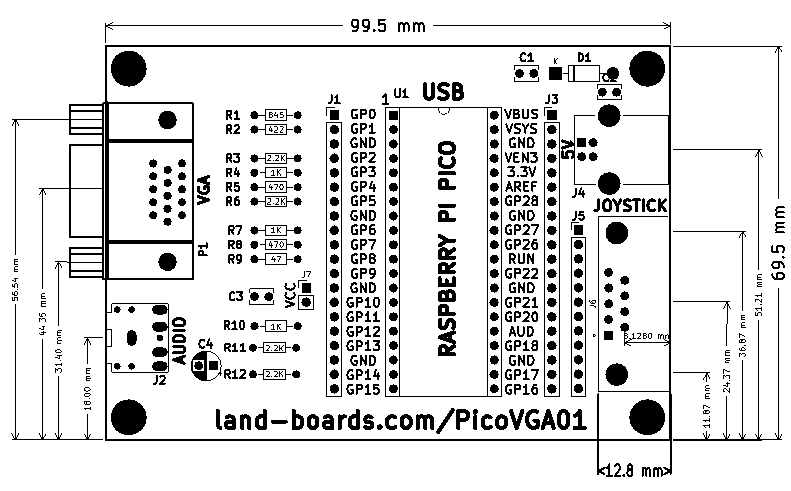 99.5 mm
C1
K
D1
J1
1
U1
USB
J3
R1
845
GP0
VBUS
R2
422
GP1
VSYS
GND
GND
5V
R3
2.2K
GP2
VEN3
R4
1K
GP3
3.3V
R5
470
GP4
AREF
J4
R6
2.2K
GP5
GP28
VGA
RASPBERRY PI PICO
GND
GND
JOYSTICK
J5
R7
1K
GP6
GP27
R8
470
GP7
GP26
P1
R9
47
GP8
RUN
J7
GP9
GP22
VCC
C3
GND
GND
GP10
GP21
J6
GP11
GP20
R10
1K
GP12
AUD
AUDIO
C4
R11
2.2K
GP13
GP18
GND
GND
J2
R12
2.2K
GP14
GP17
GP15
GP16
land-boards.com/PicoVGA01
56.54 mm
44.36 mm
31.40 mm
18.00 mm
11.87 mm
24.37 mm
36.87 mm
51.21 mm
69.5 mm
12.8 mm